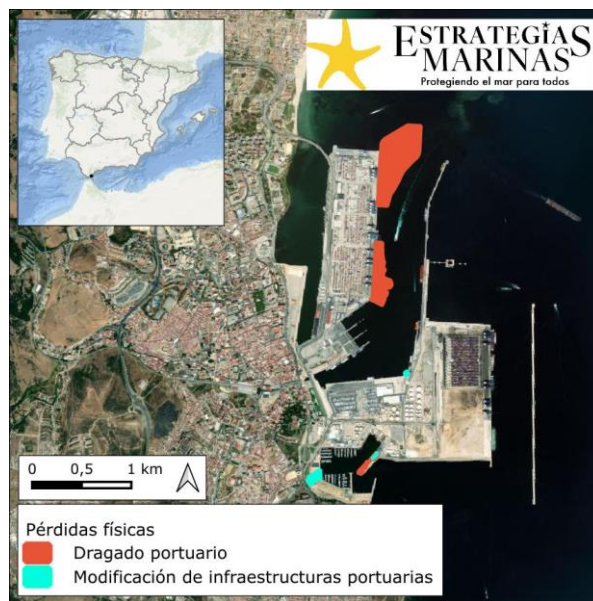 ESTRATEGIAS
MARINAS
Protegiendo el mar para todos
0 0,5 1 km
Pérdidas físicas
Dragado portuario
Modificación de infraestructuras portuarias